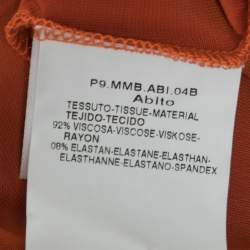 P9.MMB.ABI.04B
Abito
TESSUTO-TISSUE-MATERIAL
TEJIDO-TECIDO
92% VISCOSA-VISCOSE-VISKOSE-
RAYON
08% ELASTAN-ELASTANE-ELASTHAN-
ELASTHANNE-ELASTANO-SPANDEX